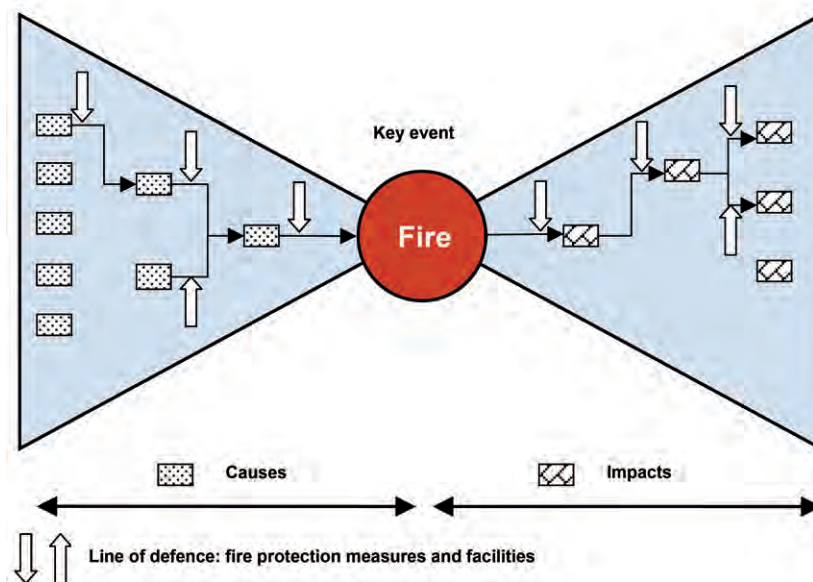 Key event
Fire
Causes
Impacts
Line of defence: fire protection measures and facilities